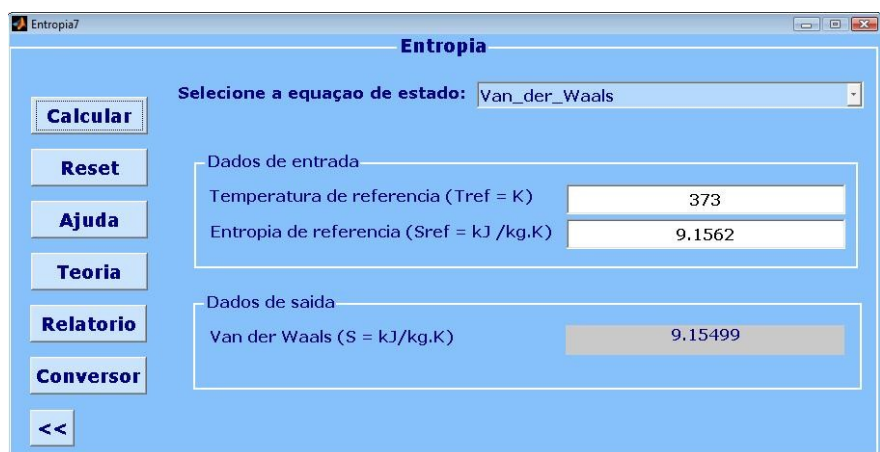 Entropia7
Entropia
Selecione a equaçao de estado: Van_der_Waals
Calcular
Reset
Ajuda
Teoria
Relatorio
Conversor
<<
Dados de entrada
Temperatura de referencia (Tref = K) 373
Entropia de referencia (Sref = kJ /kg.K) 9.1562
Dados de saida
Van der Waals (S = kJ/kg.K) 9.15499